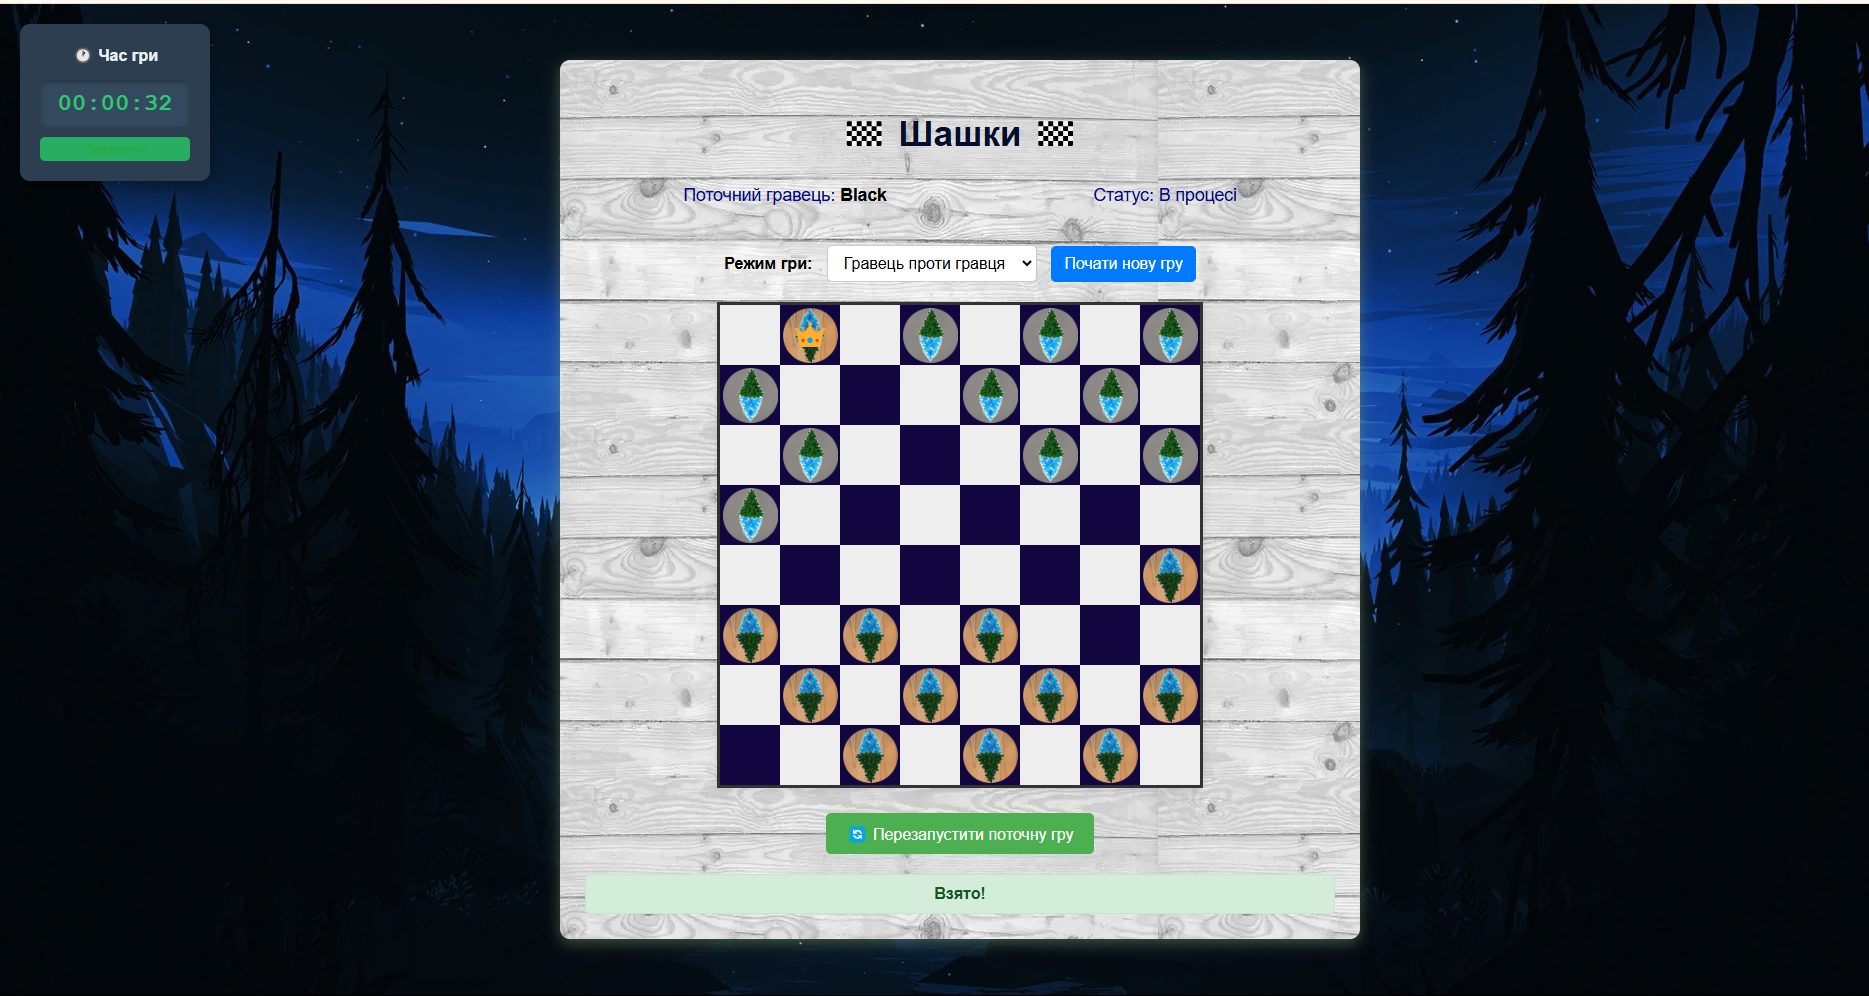 Час гри
00:00:32
Запущено
Шашки
Поточний гравець: Black
Статус: В процесі
Режим гри:
Гравець проти гравця
Почати нову гру
Перезапустити поточну гру
Взято!